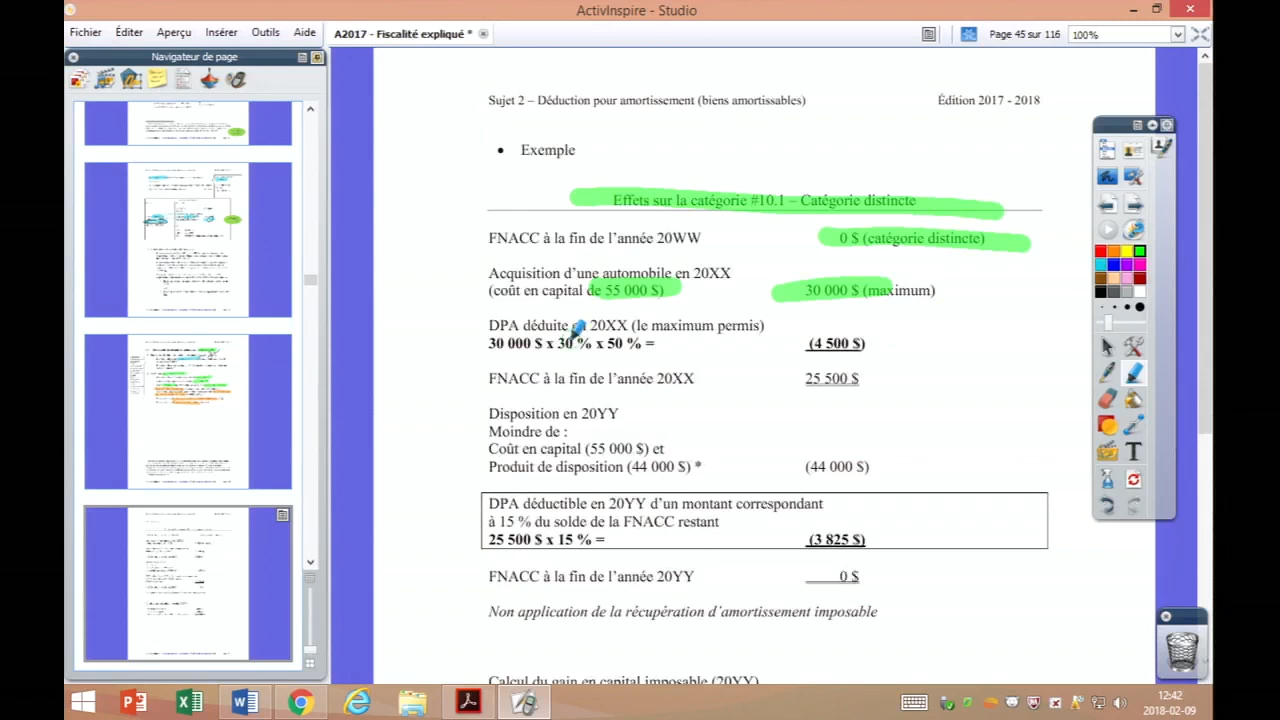 ActivInspire - Studio
Fichier Éditer Aperçu Insérer Outils Aide
A2017 - Fiscalité expliqué *
Page 45 sur 116
100%
Navigateur de page
Sujet 2 – Déduction pour amortissement (biens amortissables) Édition 2017 - 2018
• Exemple
Effets sur la catégorie #10.1 – Catégorie distincte
FNACC à la fin de l'année 20WW 0 $ (catégorie distincte)
Acquisition d'une automobile en 20XX
(coût en capital de 55 000 $) 30 000 $ (maximum)
DPA déduite 20XX (le maximum permis)
30 000 $ x 30 % x 50 % = (4 500 $)
FNACC à la fin de l'année 20XX 25 500 $
Disposition en 20YY
Moindre de :
Coût en capital (55 000 $) et
Produit de disposition (44 000 $) * (44 000 $)
DPA déductible en 20YY d'un montant correspondant
à 15 % du solde de la FNACC restant
25 500 $ x 15 % = (3 825 $)
FNACC à la fin de l'année 20YY 0 $
Non application de la récupération d'amortissement imposable
Calcul du gain en capital imposable (20YY)
12:42
2018-02-09